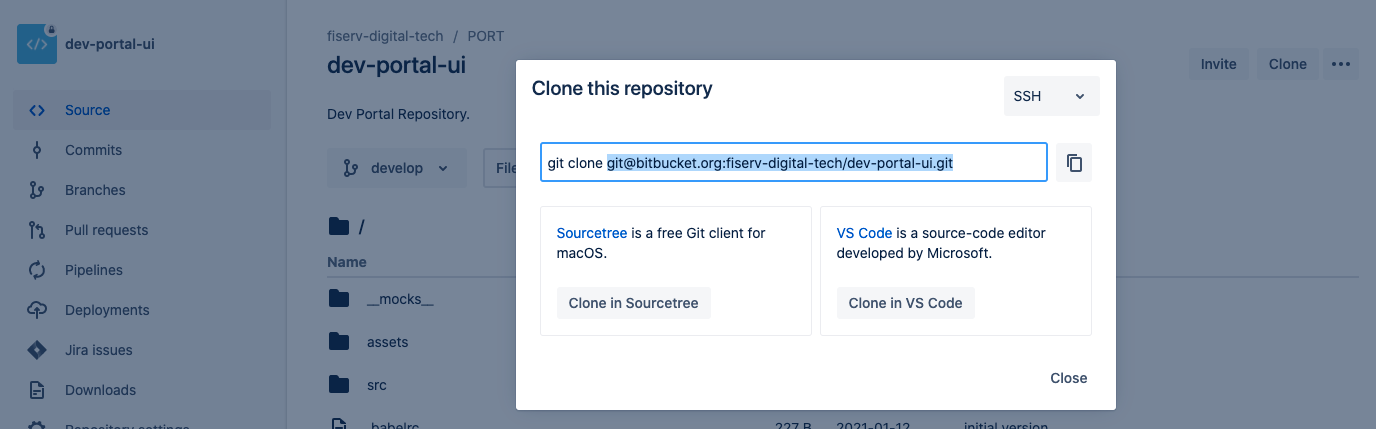 dev-portal-ui
Source
Commits
Branches
Pull requests
Pipelines
Deployments
Jira issues
Downloads
Repository settings
fiserv-digital-tech / PORT
dev-portal-ui
Invite
Clone
Dev Portal Repository.
develop
File
/
Name
__mocks__
assets
src
.babelrc 227 B 2021-01-12 initial version
Clone this repository
SSH
git clone git@bitbucket.org:fiserv-digital-tech/dev-portal-ui.git
Sourcetree is a free Git client for
macOS.
Clone in Sourcetree
VS Code is a source-code editor
developed by Microsoft.
Clone in VS Code
Close